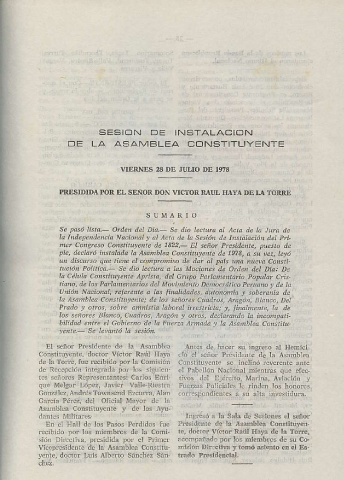 SESION DE INSTALACION
DE LA ASAMBLEA CONSTITUYENTE
VIERNES 28 DE JULIO DE 1978
PRESIDIDA POR EL SEÑOR DON VICTOR RAUL HAYA DE LA TORRE
SUMARIO
Se pasó lista.— Orden del Día.— Se dio lectura al Acta de la Jura de
la Independencia Nacional y el Acta de la Sesión de Instalación del Pri-
mer Congreso Constituyente de 1822.— El señor Presidente, puesto de
pie, declaró instalada la Asamblea Constituyente de 1978, a su vez, leyó
un discurso que tiene el compromiso de dar al país una nueva Consti-
tución Política.— Se dio lectura a las Mociones de Orden del Día: De
la Célula Constituyente Aprista, del Grupo Parlamentario Popular Cris-
tiano, de los Parlamentarios del Movimiento Democrático Peruano y de la
Unión Nacional, referente a las finalidades, autonomía y soberanía de
la Asamblea Constituyente; de los señores Cuadros, Aragón, Blanco, Del
Prado y otros, sobre amnistía laboral irrestricta; y, finalmente, la de
los señores Blanco, Cuadros, Aragón y otros, declarando la incompati-
bilidad entre el Gobierno de la Fuerza Armada y la Asamblea Constitu-
yente.— Se levantó la sesión.
El señor Presidente de la Asamblea
Constituyente, doctor Víctor Raúl Haya
de la Torre, fue recibido por la Comisión
de Recepción integrada por los siguien-
tes señores Representantes: Carlos Enri-
que Melgar López, Javier Valle-Riestra
González, Andrés Townsend Ezcurra, Alan
García Pérez, del Oficial Mayor de la
Asamblea Constituyente y de los Ayu-
dantes Militares.
En el Hall de los Pasos Perdidos fue
recibido por los miembros de la Comi-
sión Directiva, presidida por el Primer
Vicepresidente de la Asamblea Constitu-
yente, doctor Luis Alberto Sánchez Sán-
chez.
Antes de hacer su ingreso al Hemici-
clo el señor Presidente de la Asamblea
Constituyente se inclinó reverente ante
el Pabellón Nacional mientras que efec-
tivos del Ejército, Marina, Aviación y
Fuerzas Policiales le rinden los honores
correspondientes a su alta investidura.
Ingresó a la Sala de Sesiones el señor
Presidente de la Asamblea Constituyen-
te, doctor Víctor Raúl Haya de la Torre,
acompañado por los miembros de su Co-
misión Directiva y tomó asiento en el Es-
trado Presidencial.